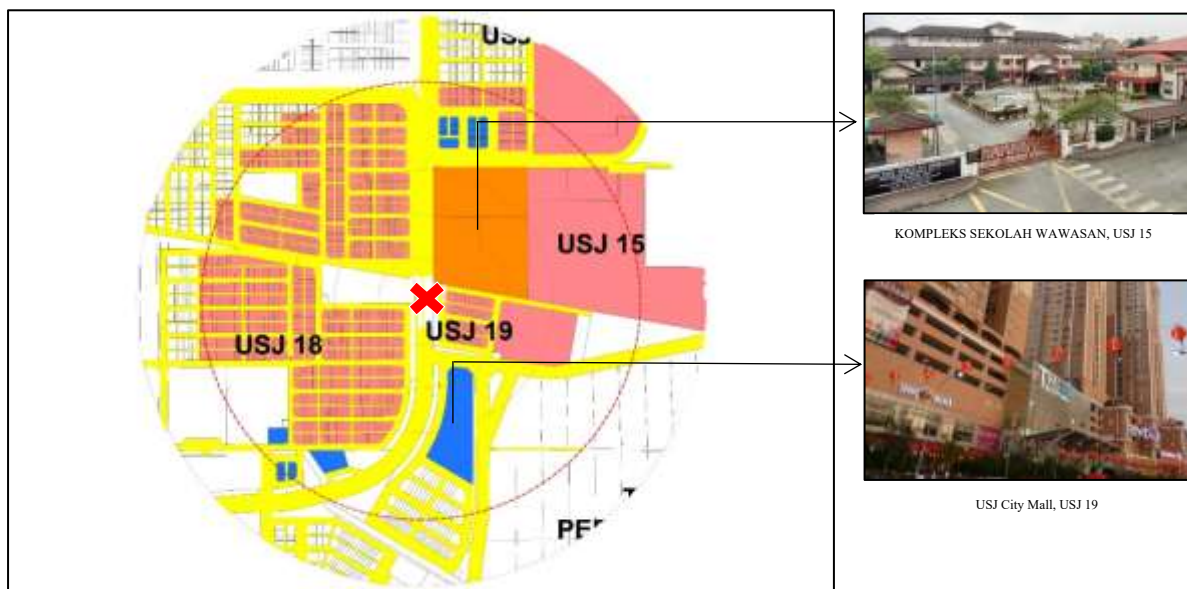 USJ 15
USJ 19
USJ 18
KOMPLEKS SEKOLAH WAWASAN, USJ 15
USJ City Mall, USJ 19